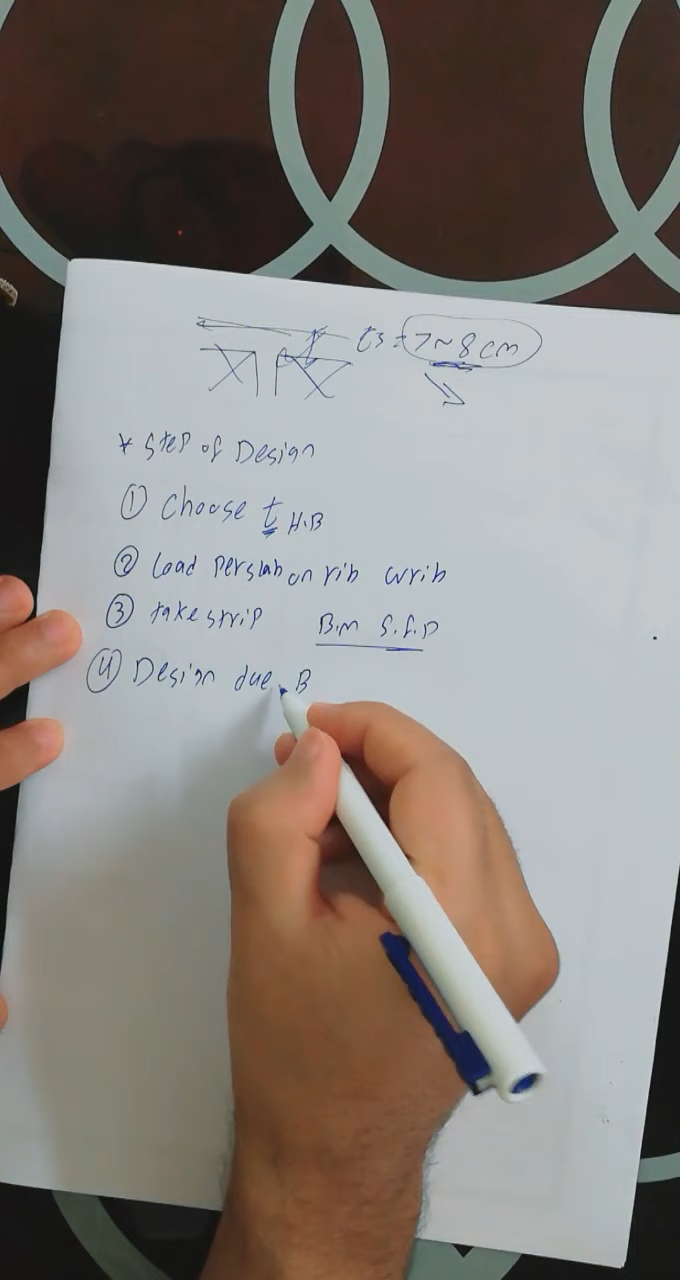 ts = 7~8 cm
* Step of Design
① Choose t H.B
② Load per slab on rib wrib
③ take strip B.M S.F.D
④ Design due B